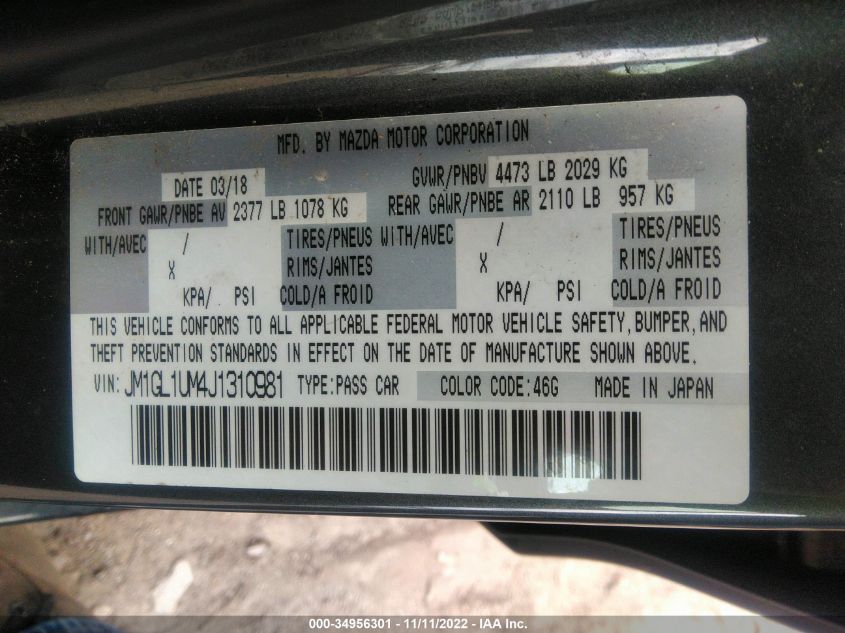 MFD. BY MAZDA MOTOR CORPORATION
DATE 03/18 GVWR/PNBV 4473 LB 2029 KG
FRONT GAWR/PNBE AV 2377 LB 1078 KG REAR GAWR/PNBE AR 2110 LB 957 KG
WITH/AVEC / TIRES/PNEUS WITH/AVEC / TIRES/PNEUS
X RIMS/JANTES X RIMS/JANTES
KPA/ PSI COLD/A FROID KPA/ PSI COLD/A FROID
THIS VEHICLE CONFORMS TO ALL APPLICABLE FEDERAL MOTOR VEHICLE SAFETY, BUMPER, AND
THEFT PREVENTION STANDARDS IN EFFECT ON THE DATE OF MANUFACTURE SHOWN ABOVE.
VIN: JM1GL1UM4J1310981 TYPE:PASS CAR COLOR CODE:46G MADE IN JAPAN
000-34956301 - 11/11/2022 - IAA Inc.